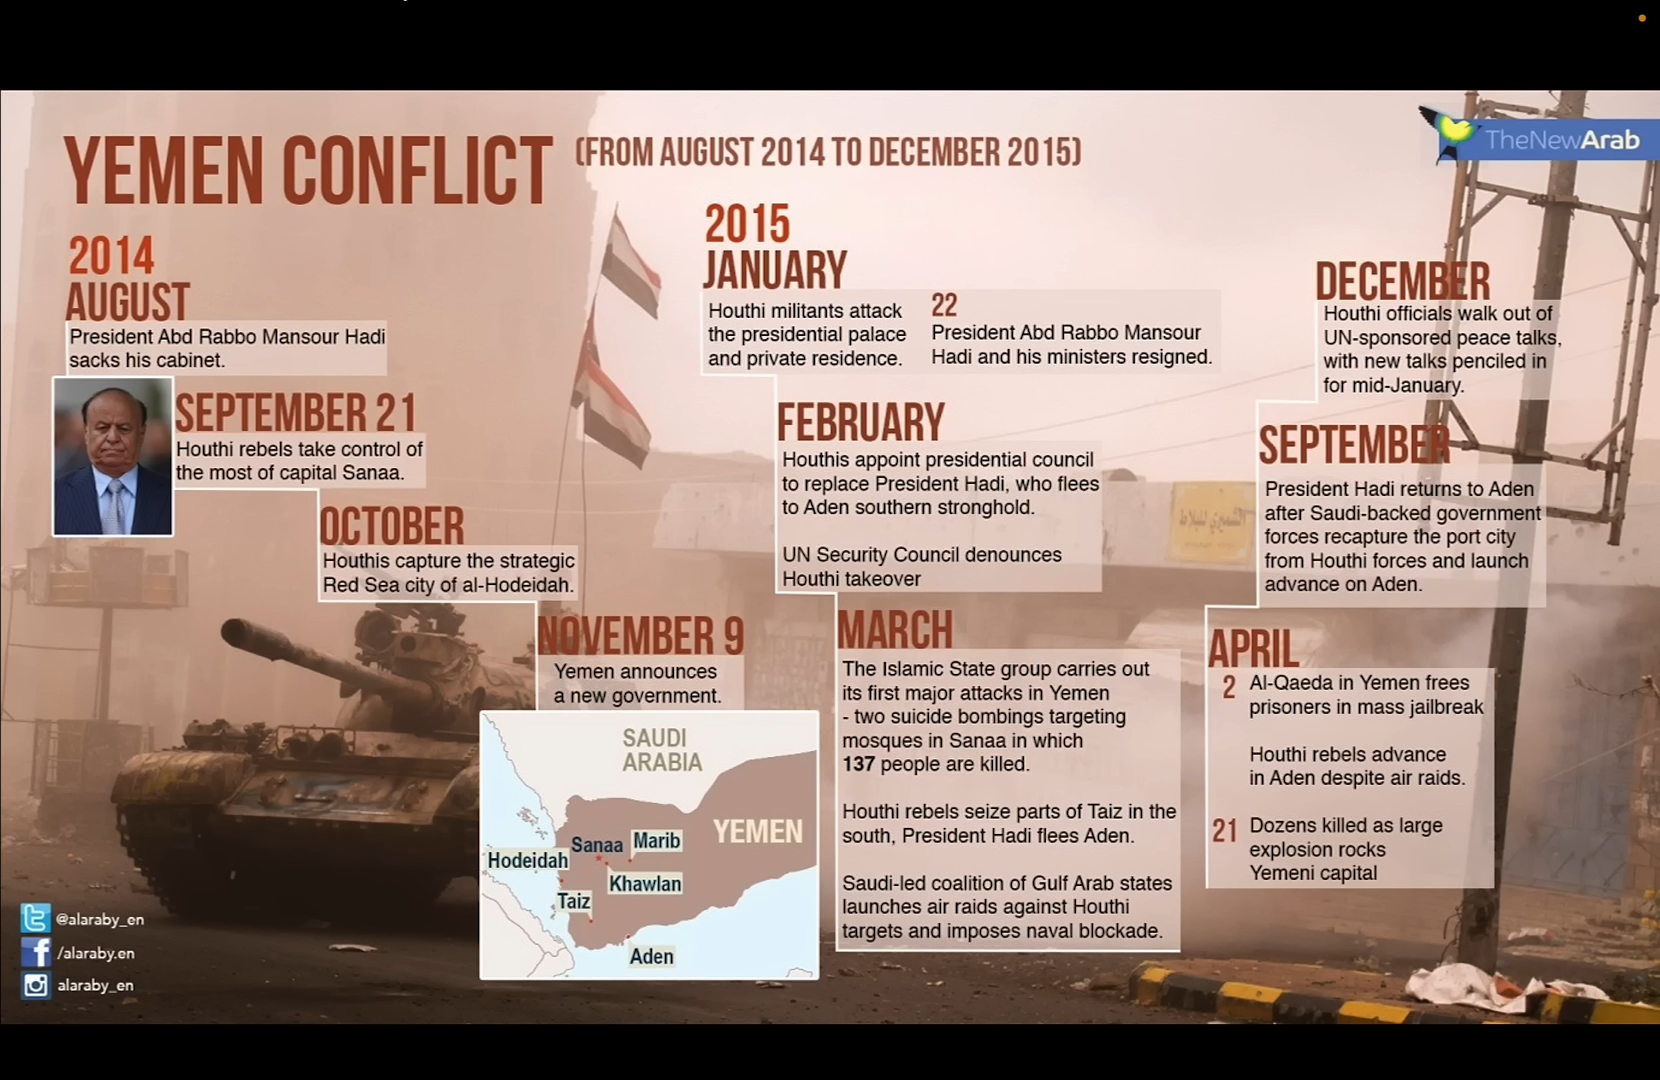 YEMEN CONFLICT (FROM AUGUST 2014 TO DECEMBER 2015)
TheNewArab
2014
AUGUST
President Abd Rabbo Mansour Hadi
sacks his cabinet.
SEPTEMBER 21
Houthi rebels take control of
the most of capital Sanaa.
OCTOBER
Houthis capture the strategic
Red Sea city of al-Hodeidah.
NOVEMBER 9
Yemen announces
a new government.
SAUDI
ARABIA
YEMEN
Sanaa
Marib
Hodeidah
Khawlan
Taiz
Aden
2015
JANUARY
Houthi militants attack
the presidential palace
and private residence.
22
President Abd Rabbo Mansour
Hadi and his ministers resigned.
FEBRUARY
Houthis appoint presidential council
to replace President Hadi, who flees
to Aden southern stronghold.
UN Security Council denounces
Houthi takeover
MARCH
The Islamic State group carries out
its first major attacks in Yemen
- two suicide bombings targeting
mosques in Sanaa in which
137 people are killed.
Houthi rebels seize parts of Taiz in the
south, President Hadi flees Aden.
Saudi-led coalition of Gulf Arab states
launches air raids against Houthi
targets and imposes naval blockade.
APRIL
2 Al-Qaeda in Yemen frees
prisoners in mass jailbreak
Houthi rebels advance
in Aden despite air raids.
21 Dozens killed as large
explosion rocks
Yemeni capital
SEPTEMBER
President Hadi returns to Aden
after Saudi-backed government
forces recapture the port city
from Houthi forces and launch
advance on Aden.
DECEMBER
Houthi officials walk out of
UN-sponsored peace talks,
with new talks penciled in
for mid-January.
@alaraby_en
/alaraby.en
alaraby_en